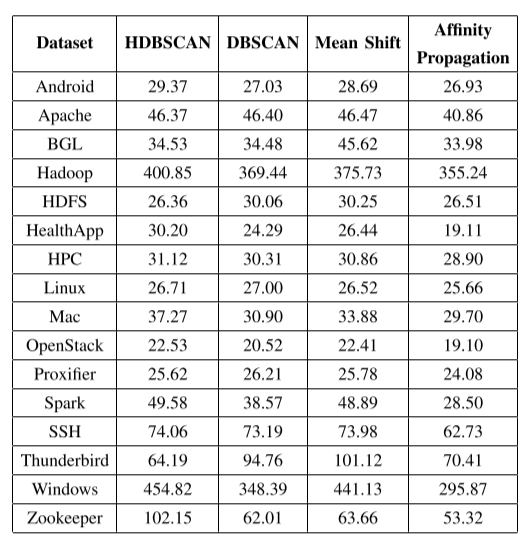 Dataset HDBSCAN DBSCAN Mean Shift Affinity Propagation
Android 29.37 27.03 28.69 26.93
Apache 46.37 46.40 46.47 40.86
BGL 34.53 34.48 45.62 33.98
Hadoop 400.85 369.44 375.73 355.24
HDFS 26.36 30.06 30.25 26.51
HealthApp 30.20 24.29 26.44 19.11
HPC 31.12 30.31 30.86 28.90
Linux 26.71 27.00 26.52 25.66
Mac 37.27 30.90 33.88 29.70
OpenStack 22.53 20.52 22.41 19.10
Proxifier 25.62 26.21 25.78 24.08
Spark 49.58 38.57 48.89 28.50
SSH 74.06 73.19 73.98 62.73
Thunderbird 64.19 94.76 101.12 70.41
Windows 454.82 348.39 441.13 295.87
Zookeeper 102.15 62.01 63.66 53.32